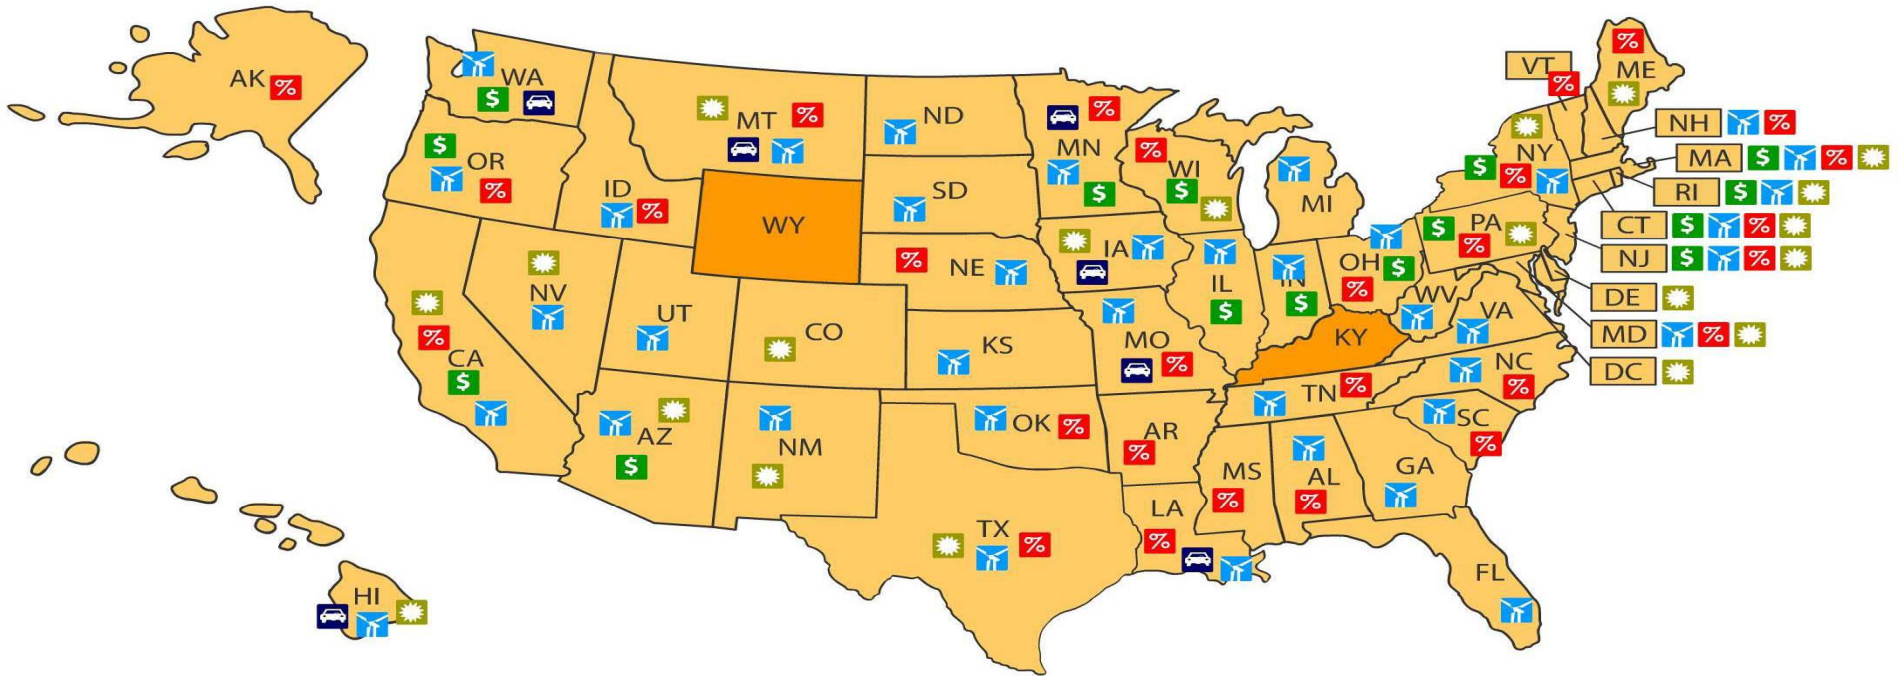 AK %
WA
$
MT %
ND
%
MN
$
%
WI
$
VT
%
%
ME
NH %
MA $ %
$
OR
%
ID %
WY
SD
MI
NY
$ %
RI $
CT $ %
NJ $ %
DE
MD %
DC
NV
UT
CO
% NE
KS
IA
MO
%
IL
$
IN
$
OH $
%
$ PA
%
WV
VA
KY
%
CA
$
AZ
$
NM
OK %
AR
%
TN %
NC
%
SC
%
MS
%
AL
%
GA
LA
%
TX %
FL
HI